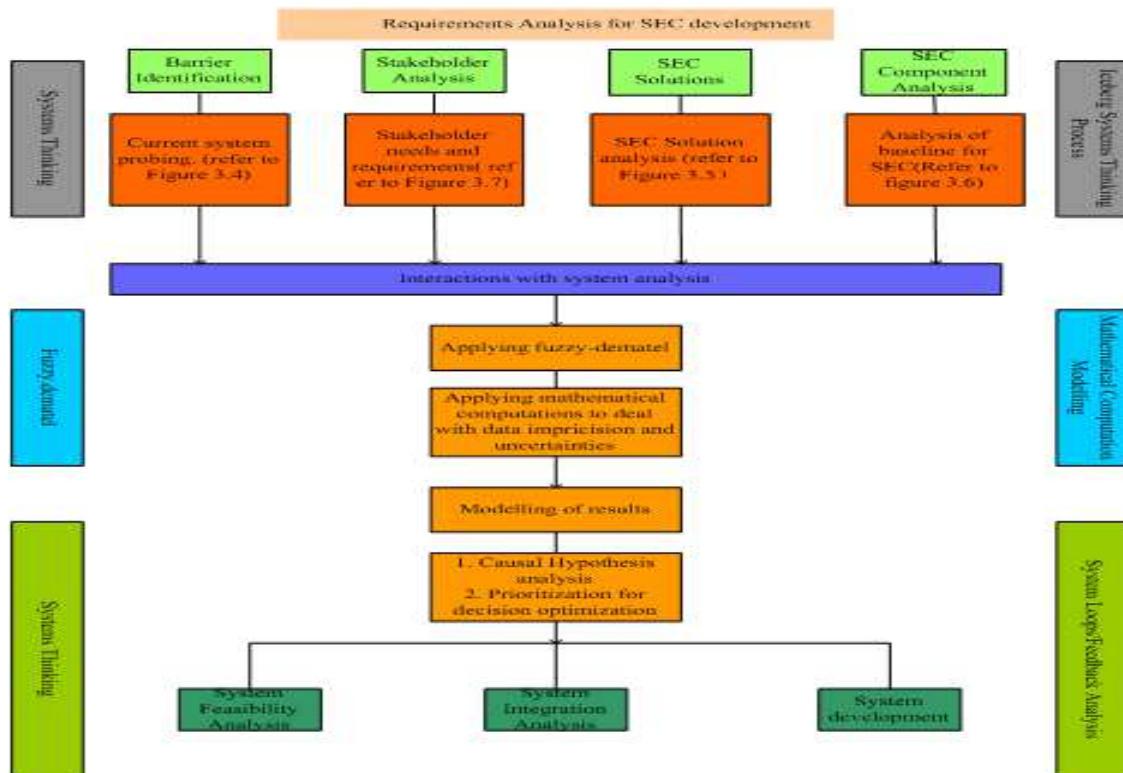 Requirements Analysis for SEC development
Barrier
Identification
Stakeholder
Analysis
SEC
Solutions
SEC
Component
Analysis
Systems Thinking
Current system
probing. (refer to
Figure 3.4)
Stakeholder
needs and
requirements( ref
er to Figure 3.7)
SEC Solution
analysis (refer to
Figure 3.5 )
Analysis of
baseline for
SEC(Refer to
figure 3.6)
Iceberg Systems Thinking
Process
Interactions with system analysis
Fuzzy.dematel
Applying fuzzy-dematel
Applying mathematical
computations to deal
with data impricision and
uncertainties
Mathematical Computation
Modelling
Systems Thinking
Modelling of results
1. Causal Hypothesis
analysis
2. Prioritization for
decision optimization
System Loops/Feedback Analysis
System
Feasibility
Analysis
System
Integration
Analysis
System
development